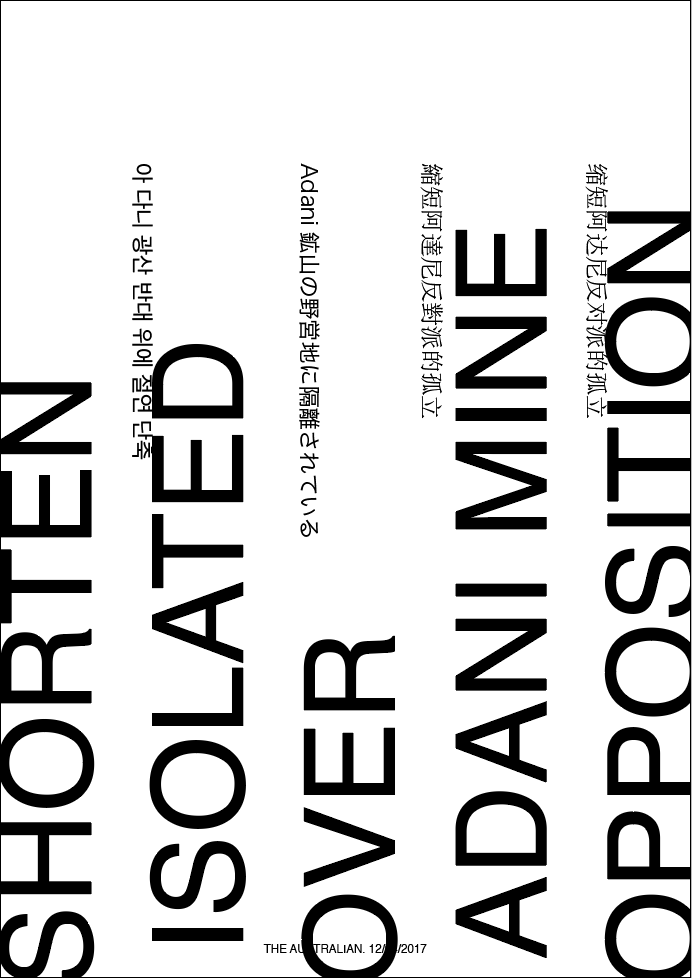 SHORTEN
ISOLATED
OVER
ADANI MINE
OPPOSITION
아 다니 광산 반대 위에 절연 단축
Adani 鉱山の野営地に隔離されている
縮短阿達尼反對派的孤立
缩短阿达尼反对派的孤立
THE AUSTRALIAN.